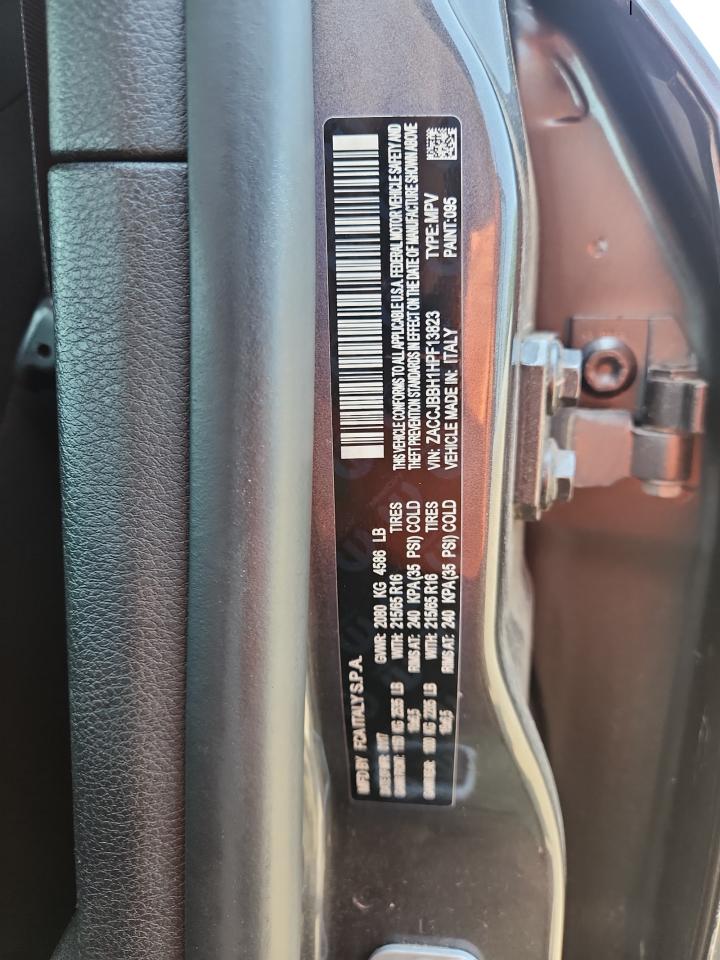 MFD BY FCA ITALY S.P.A.
GVWR: 2080 KG 4586 LB
WITH: 215/65 R16 TIRES
RIMS AT: 240 KPA(35 PSI) COLD
WITH: 215/65 R16 TIRES
RIMS AT: 240 KPA(35 PSI) COLD
THIS VEHICLE CONFORMS TO ALL APPLICABLE U.S.A. FEDERAL MOTOR VEHICLE SAFETY AND
THEFT PREVENTION STANDARDS IN EFFECT ON THE DATE OF MANUFACTURE SHOWN ABOVE
VIN: ZACCJBBH1HPF13823 TYPE:MPV
VEHICLE MADE IN: ITALY PAINT:095